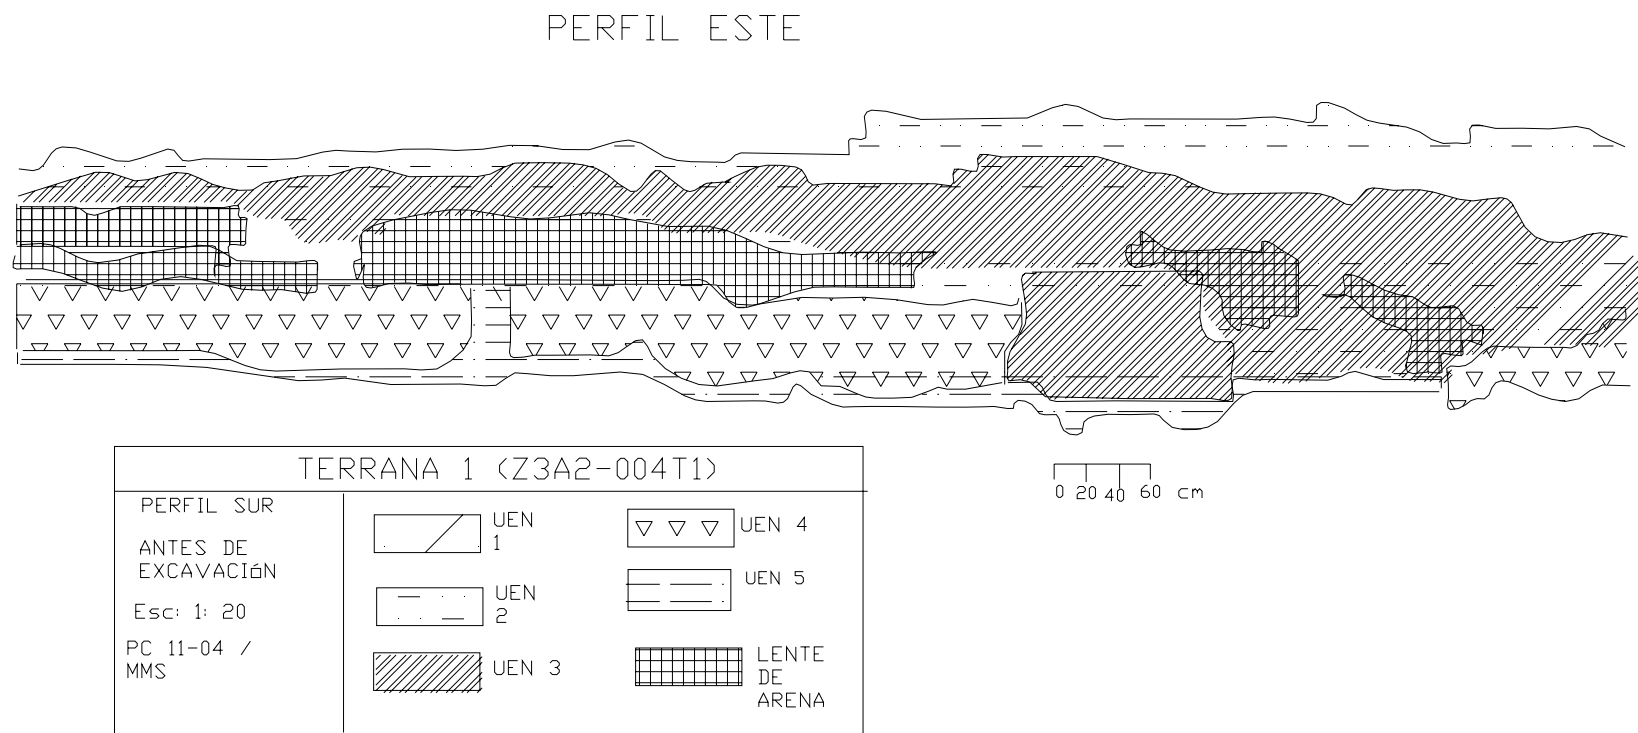 PERFIL ESTE
0 20 40 60 cm
TERRANA 1 (Z3A2-004T1)
PERFIL SUR
ANTES DE
EXCAVACIóN
Esc: 1: 20
PC 11-04 /
MMS
UEN
1
UEN
2
UEN 3
UEN 4
UEN 5
LENTE
DE
ARENA